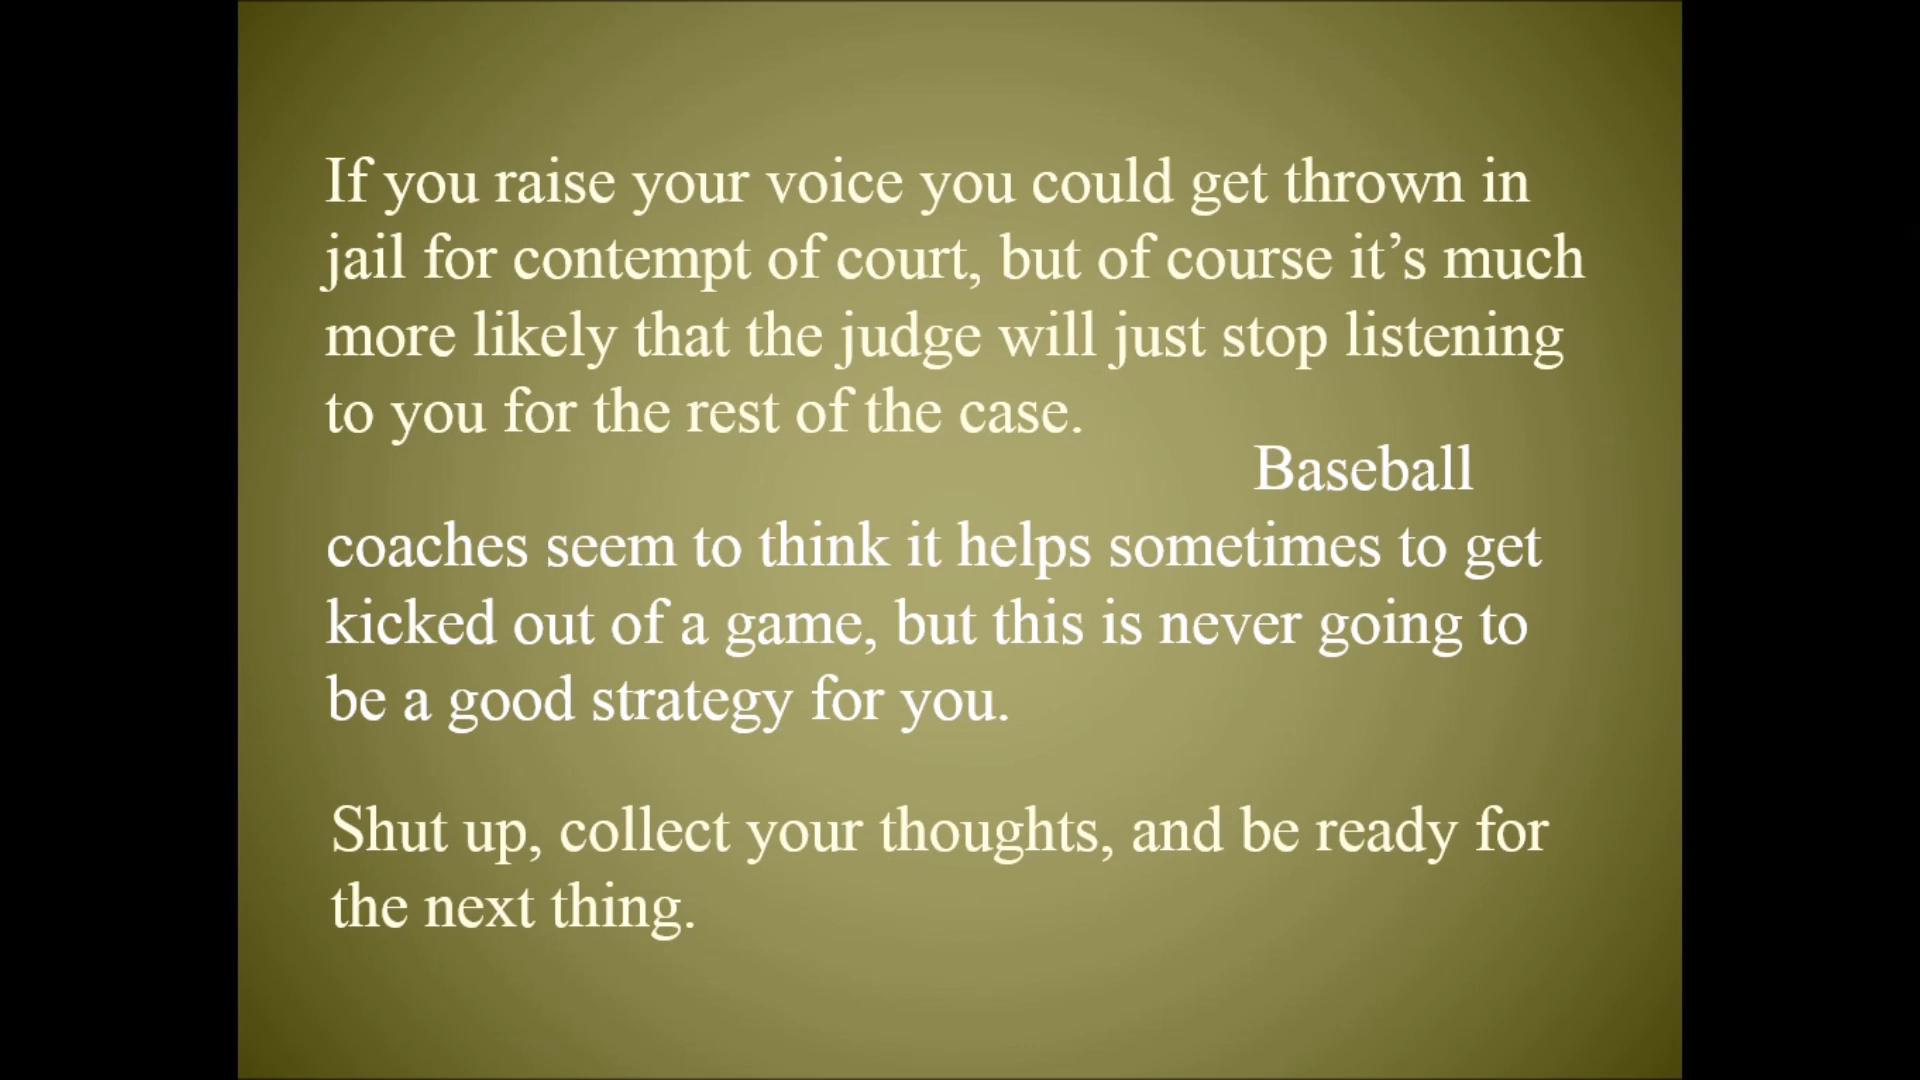 If you raise your voice you could get thrown in
jail for contempt of court, but of course it’s much
more likely that the judge will just stop listening
to you for the rest of the case.
Baseball
coaches seem to think it helps sometimes to get
kicked out of a game, but this is never going to
be a good strategy for you.
Shut up, collect your thoughts, and be ready for
the next thing.